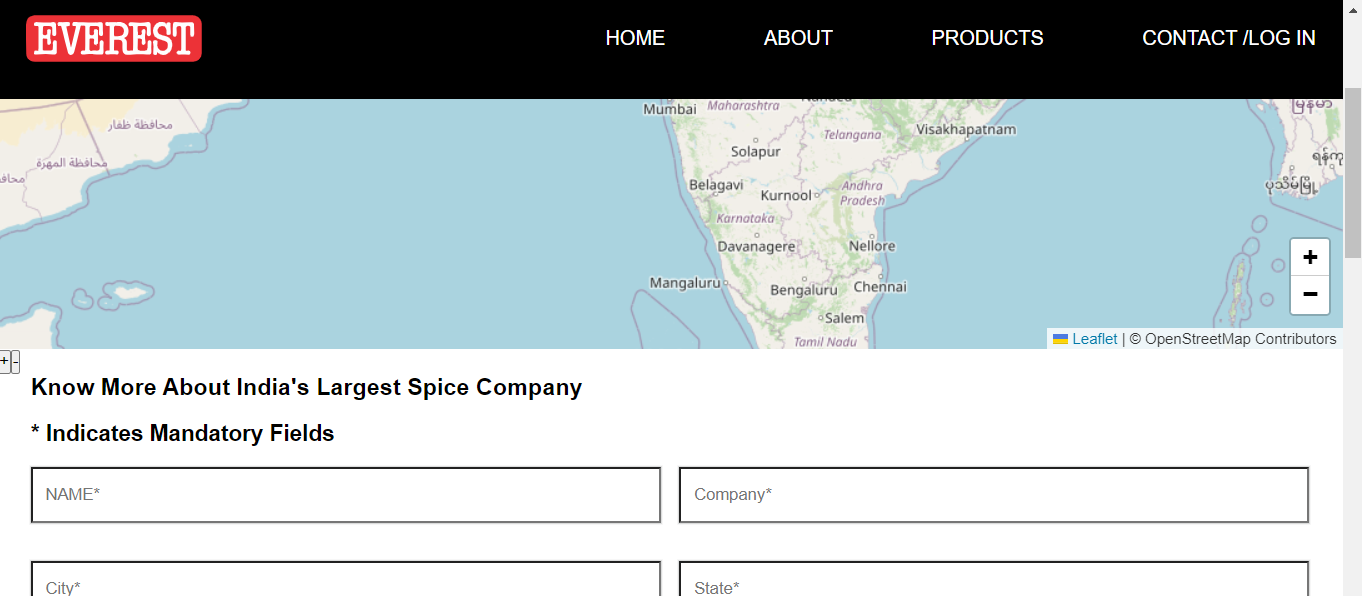 EVEREST
HOME
ABOUT
PRODUCTS
CONTACT /LOG IN
Mumbai
Maharashtra
محافظة ظفار
Telangana
Visakhapatnam
Solapur
محافظة المهرة
Belagavi
Kurnool
Andhra
Pradesh
Karnataka
Davanagere
Nellore
+
Mangaluru
Bengaluru
Chennai
−
Salem
Tamil Nadu
Leaflet | © OpenStreetMap Contributors
+
-
Know More About India's Largest Spice Company
* Indicates Mandatory Fields
NAME*
Company*
City*
State*